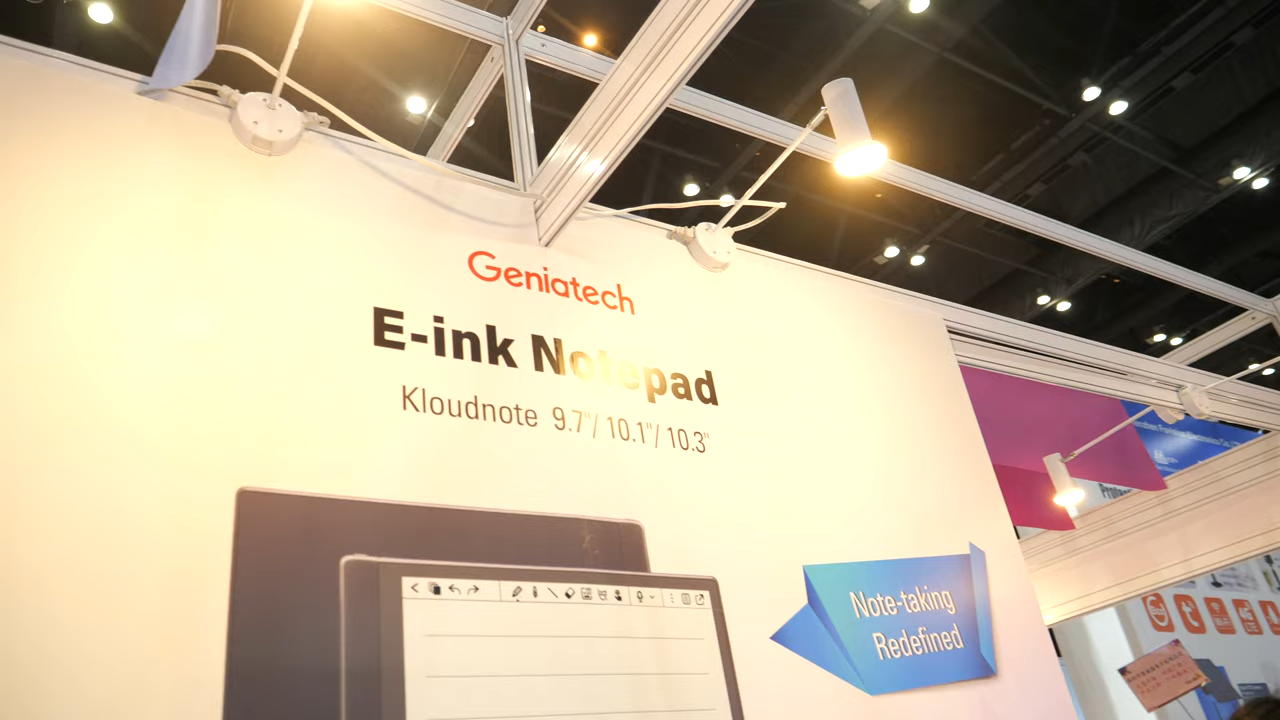 Geniatech
E-ink Notepad
Kloudnote 9.7"/ 10.1"/ 10.3"
Note-taking
Redefined